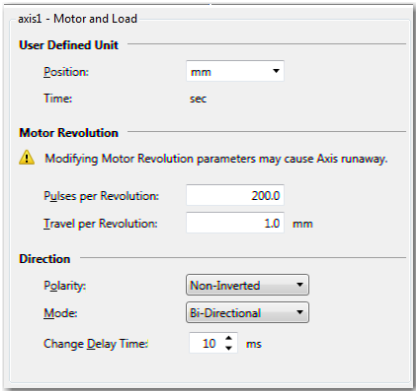 axis1 - Motor and Load
User Defined Unit
Position: mm
Time: sec
Motor Revolution
Modifying Motor Revolution parameters may cause Axis runaway.
Pulses per Revolution: 200.0
Travel per Revolution: 1.0 mm
Direction
Polarity: Non-Inverted
Mode: Bi-Directional
Change Delay Time: 10 ms